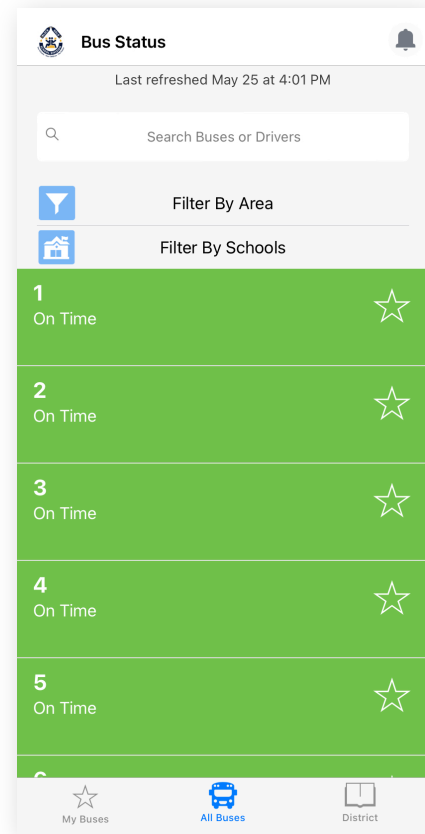 Bus Status
Last refreshed May 25 at 4:01 PM
Search Buses or Drivers
Filter By Area
Filter By Schools
1
On Time
2
On Time
3
On Time
4
On Time
5
On Time
My Buses
All Buses
District